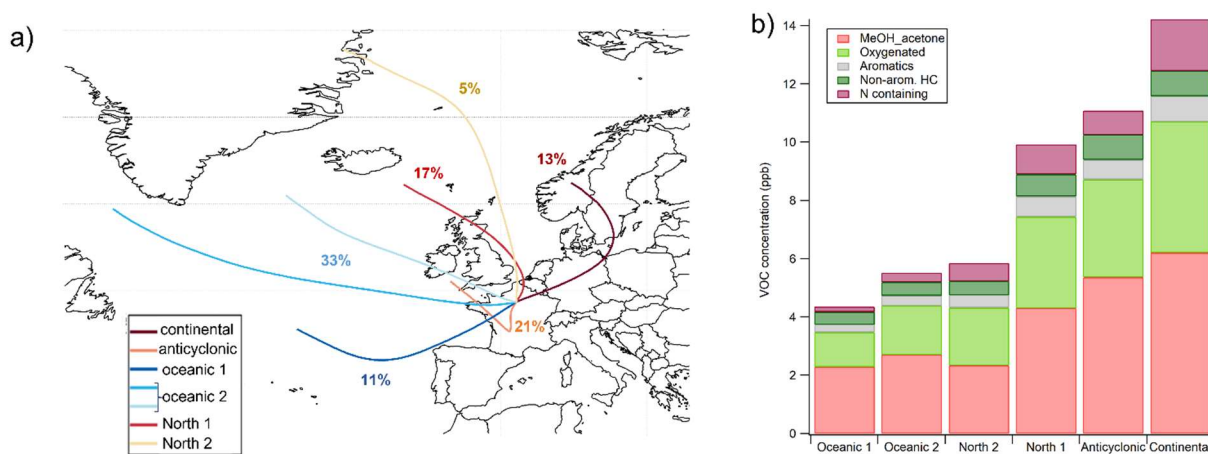 a)
5%
17%
13%
33%
21%
11%
continental
anticyclonic
oceanic 1
oceanic 2
North 1
North 2
b)
MeOH_acetone
Oxygenated
Aromatics
Non-arom. HC
N containing
VOC concentration (ppb)
14
12
10
8
6
4
2
0
Oceanic 1 Oceanic 2 North 2 North 1 Anticyclonic Continental